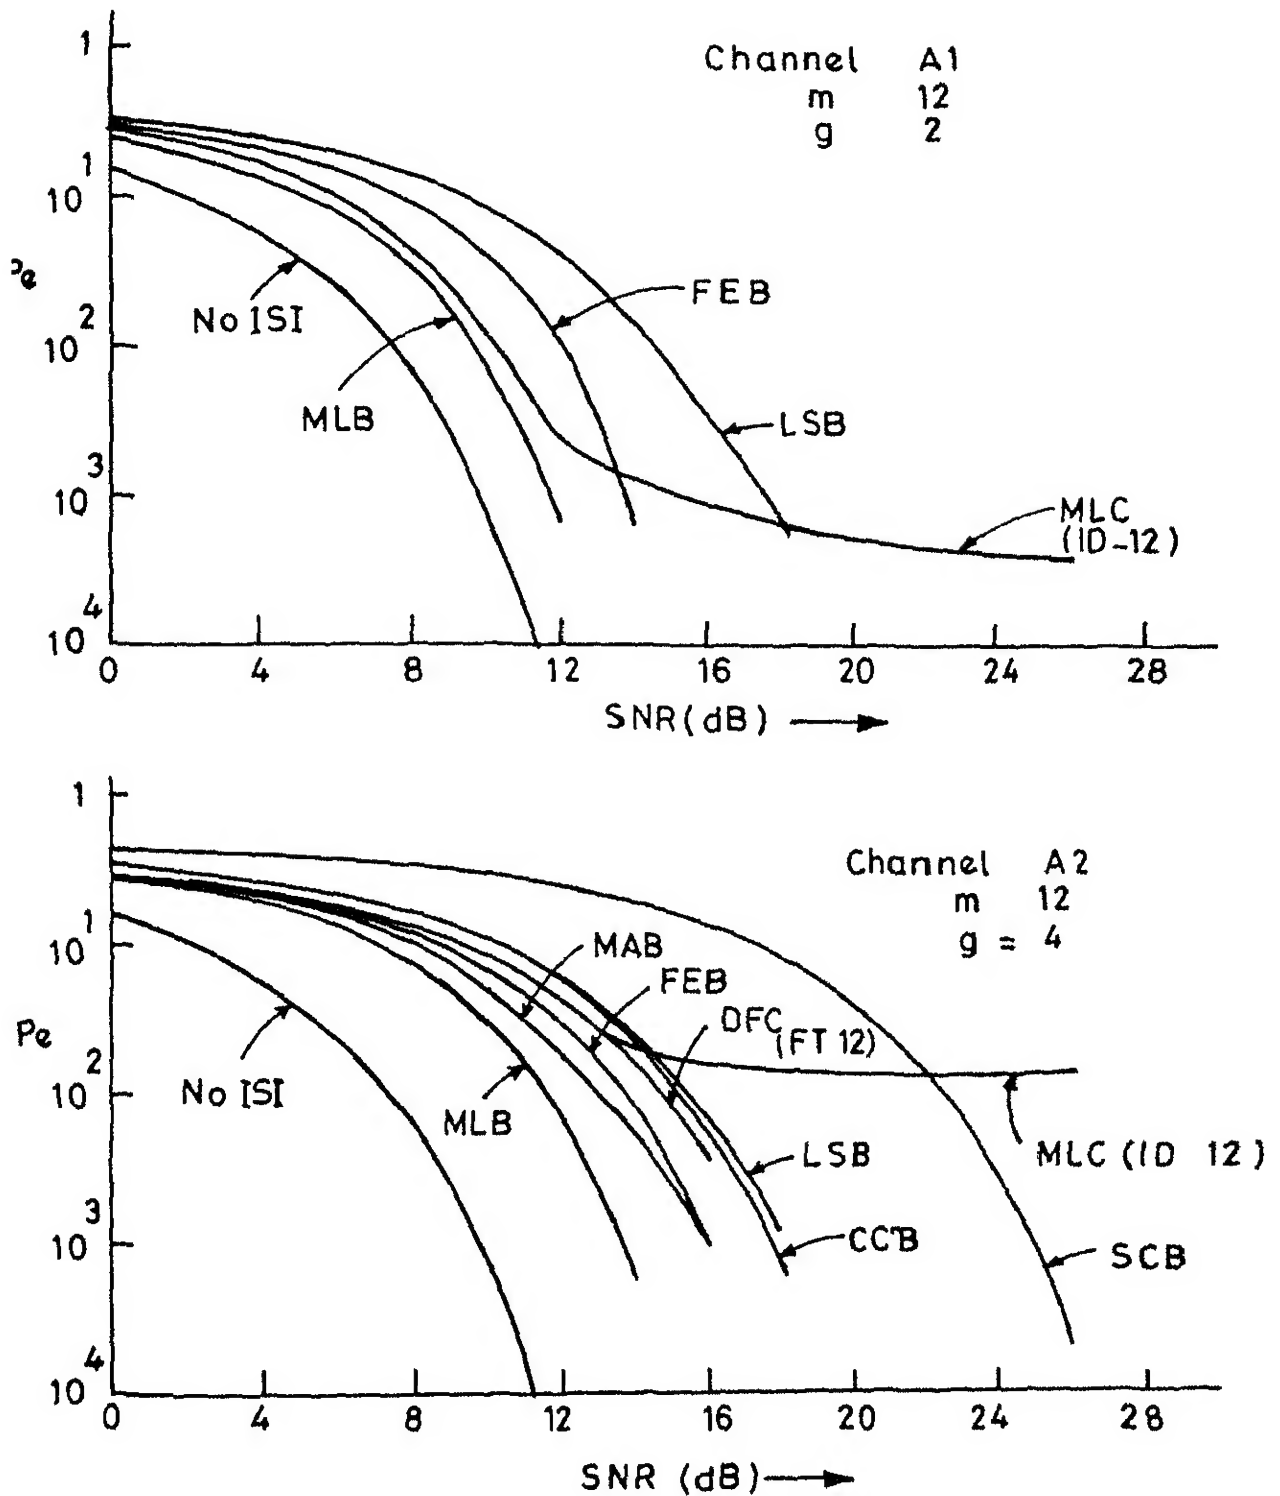 1
Channel A1
m 12
g 2
10 1
Pe
FEB
No ISI
10 2
MLB
LSB
10 3
MLC
(ID-12)
10 4
0 4 8 12 16 20 24 28
SNR(dB)
1
Channel A2
m 12
g = 4
10 1
MAB
FEB
DFC
(FT 12)
Pe
10 2
No ISI
MLB
LSB
MLC (ID 12)
10 3
CCB
SCB
10 4
0 4 8 12 16 20 24 28
SNR (dB)